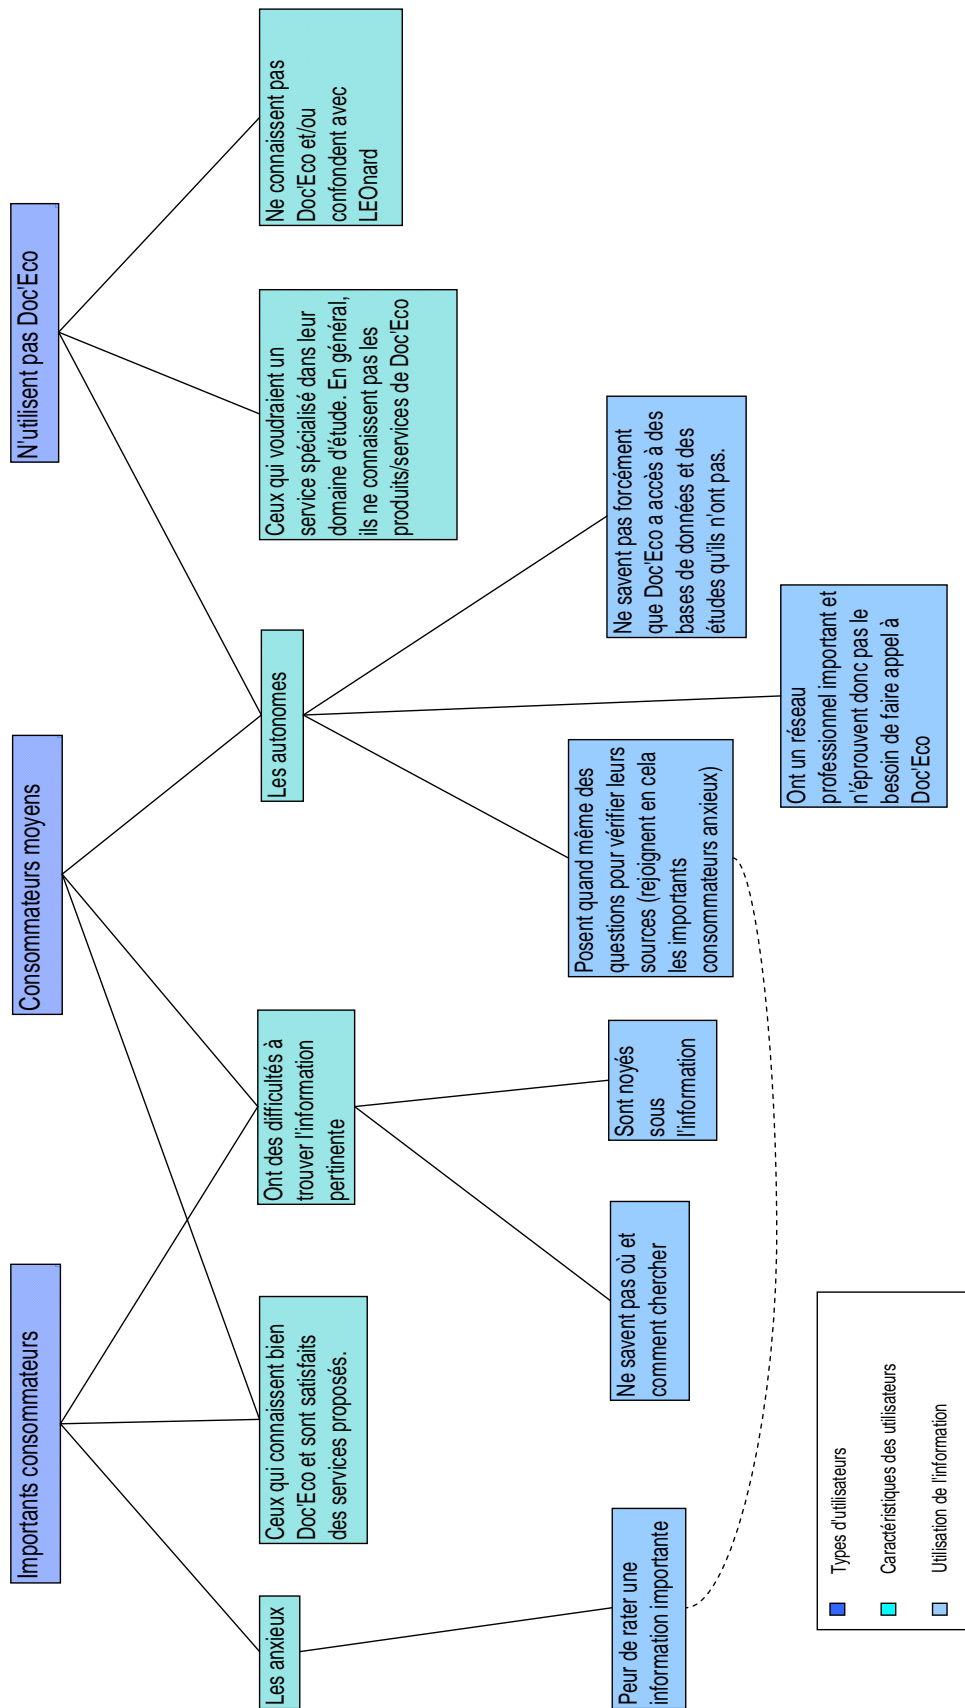 Importants consommateurs
Consommateurs moyens
N'utilisent pas Doc'Eco
Les anxieux
Ceux qui connaissent bien
Doc'Eco et sont satisfaits
des services proposés.
Ont des difficultés à
trouver l'information
pertinente
Les autonomes
Ceux qui voudraient un
service spécialisé dans leur
domaine d'étude. En général,
ils ne connaissent pas les
produits/services de Doc'Eco
Ne connaissent pas
Doc'Eco et/ou
confondent avec
LEOnard
Peur de rater une
information importante
Ne savent pas où et
comment chercher
Sont noyés
sous
l'information
Posent quand même des
questions pour vérifier leurs
sources (rejoignent en cela
les importants
consommateurs anxieux)
Ont un réseau
professionnel important et
n'éprouvent donc pas le
besoin de faire appel à
Doc'Eco
Ne savent pas forcément
que Doc'Eco a accès à des
bases de données et des
études qu'ils n'ont pas.
Types d'utilisateurs
Caractéristiques des utilisateurs
Utilisation de l'information